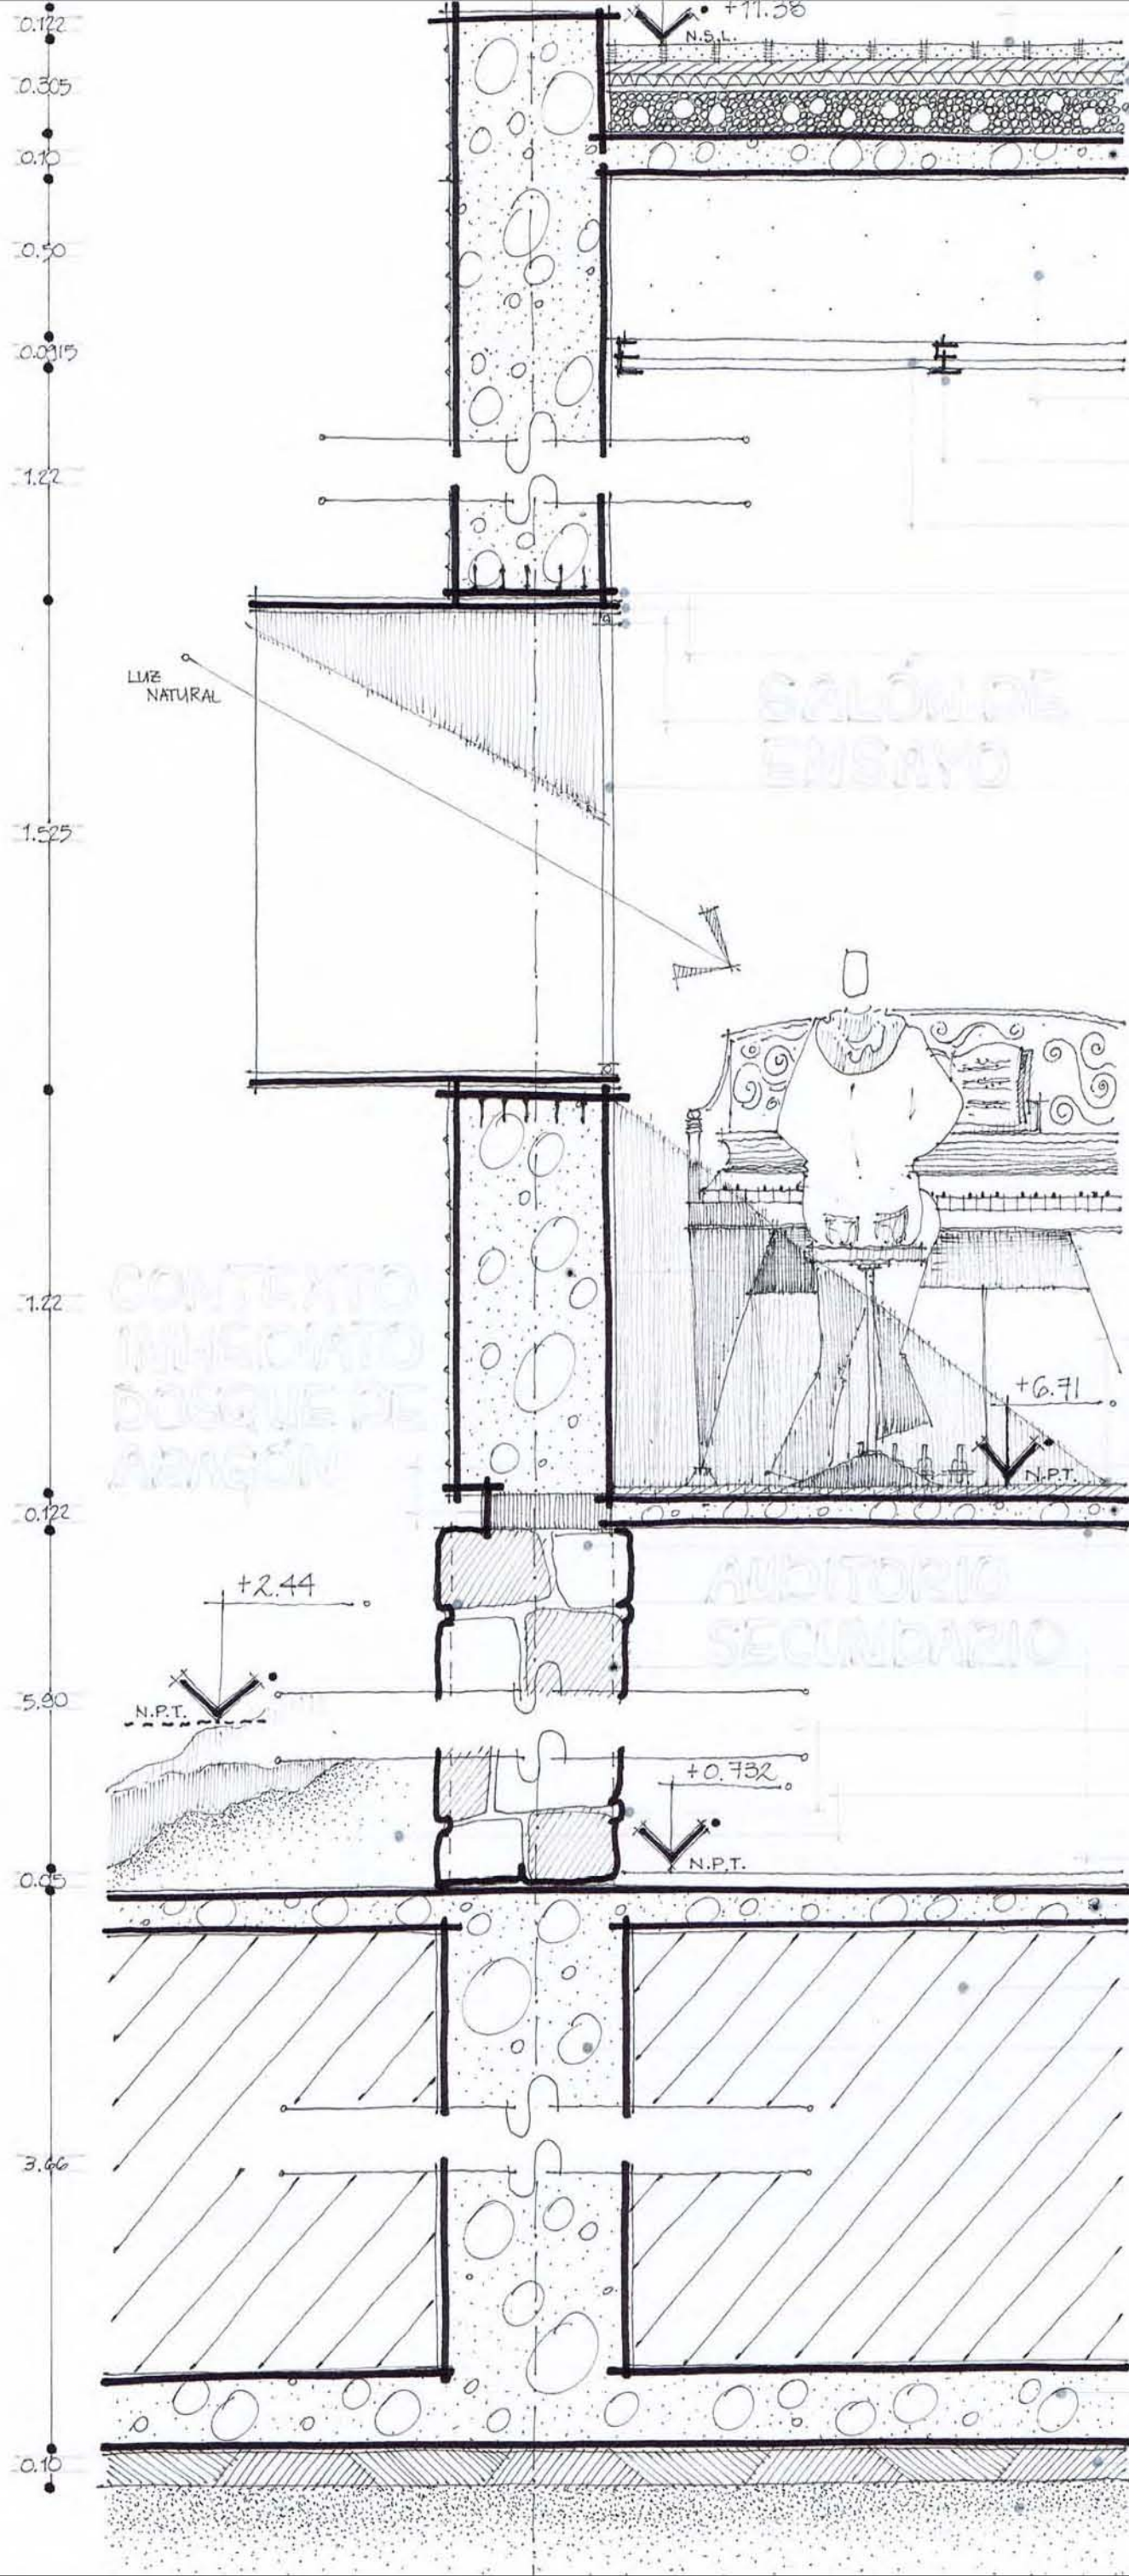 0.122
+11.38
N.S.L.
0.305
0.10
0.50
0.0915
1.22
LUZ
NATURAL
SALÓN DE
ENSAYO
1.525
CONTEXTO
INMEDIATO
BOSQUE DE
ARAGÓN
1.22
+6.71
N.P.T.
0.122
AUDITORIO
SECUNDARIO
+2.44
N.P.T.
5.90
+0.732
N.P.T.
0.05
3.66
0.10